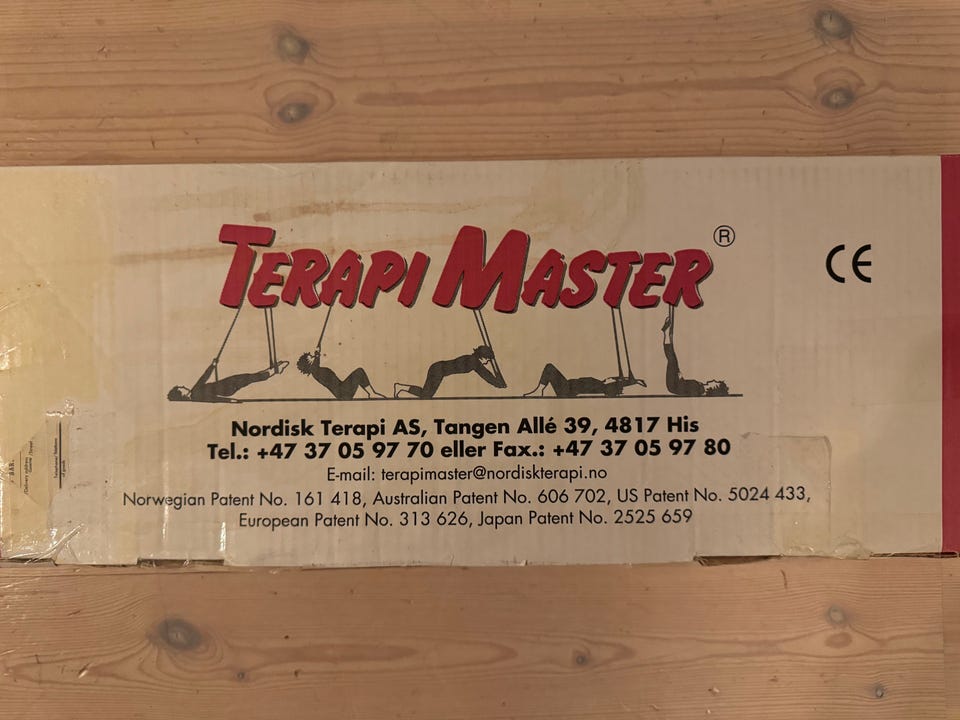 TERAPI MASTER®
CE
Nordisk Terapi AS, Tangen Allé 39, 4817 His
Tel.: +47 37 05 97 70 eller Fax.: +47 37 05 97 80
E-mail: terapimaster@nordiskterapi.no
Norwegian Patent No. 161 418, Australian Patent No. 606 702, US Patent No. 5024 433,
European Patent No. 313 626, Japan Patent No. 2525 659